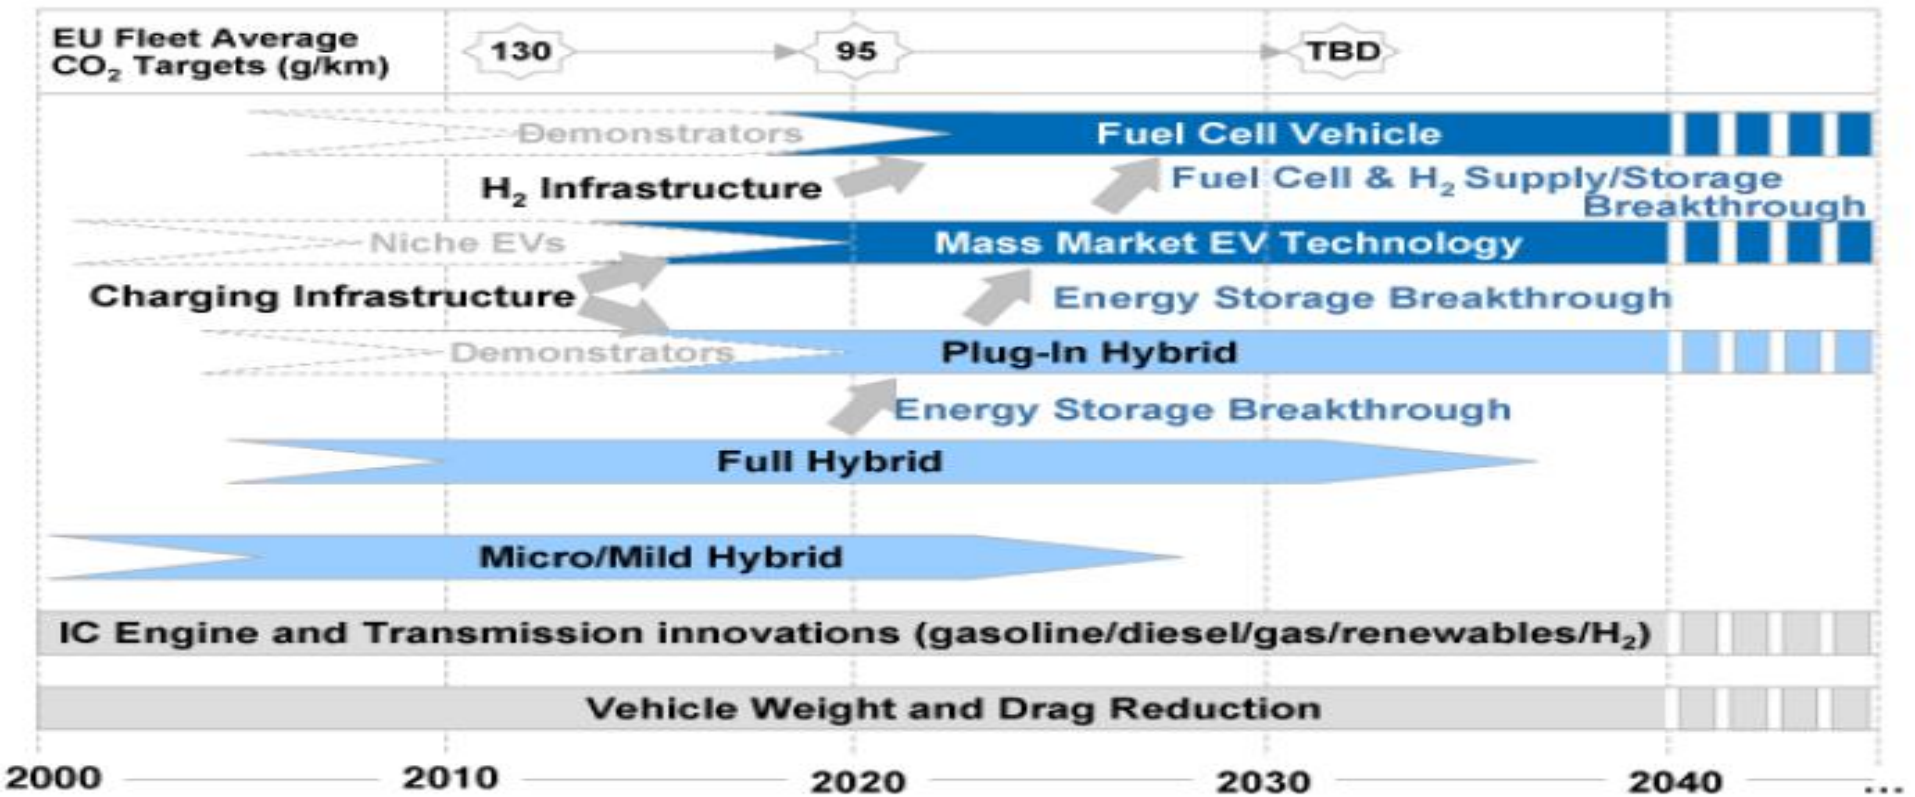 EU Fleet Average
CO₂ Targets (g/km)
130
95
TBD
Demonstrators
Fuel Cell Vehicle
H₂ Infrastructure
Fuel Cell & H₂ Supply/Storage
Breakthrough
Niche EVs
Mass Market EV Technology
Charging Infrastructure
Energy Storage Breakthrough
Demonstrators
Plug-In Hybrid
Energy Storage Breakthrough
Full Hybrid
Micro/Mild Hybrid
IC Engine and Transmission innovations (gasoline/diesel/gas/renewables/H₂)
Vehicle Weight and Drag Reduction
2000
2010
2020
2030
2040
...